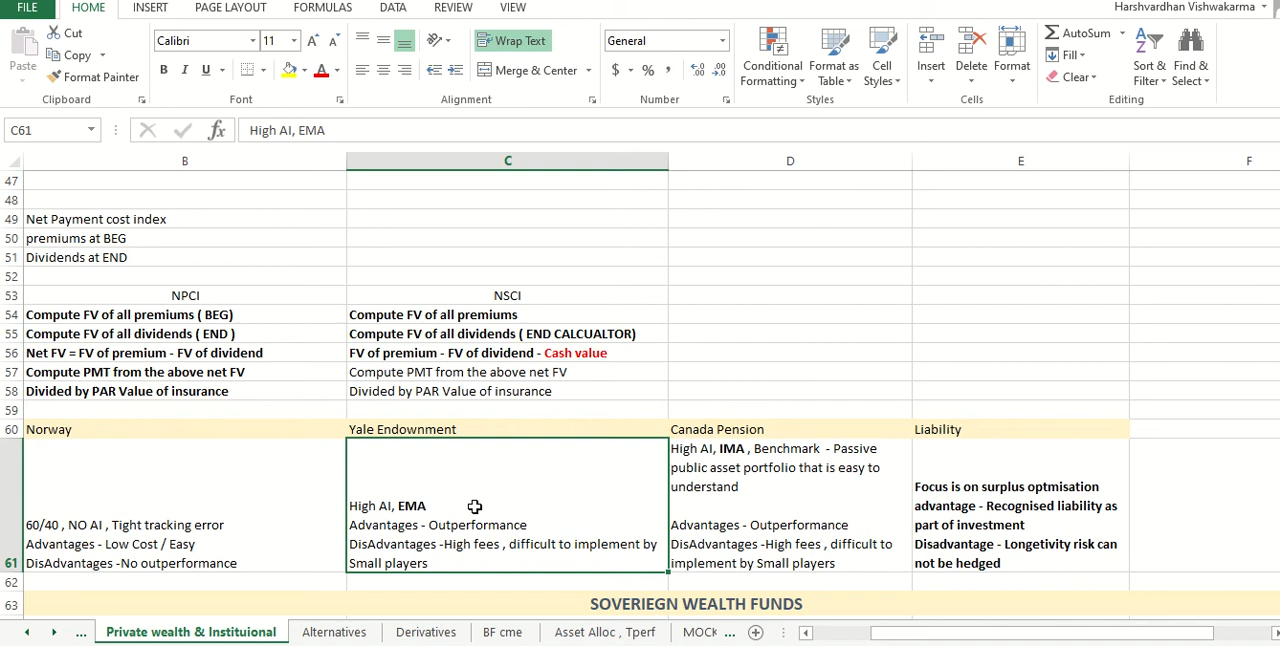 FILE HOME INSERT PAGE LAYOUT FORMULAS DATA REVIEW VIEW Harshvardhan Vishwakarma
Cut
Copy
Format Painter
Paste
Clipboard
Calibri 11
B I U
Font
Wrap Text
Merge & Center
Alignment
General
$ % ,
Number
Conditional Formatting
Format as Table
Cell Styles
Styles
Insert Delete Format
Cells
AutoSum
Fill
Clear
Sort & Filter
Find & Select
Editing
C61 fx High AI, EMA
B C D E F
47
48
49 Net Payment cost index
50 premiums at BEG
51 Dividends at END
52
53 NPCI NSCI
54 Compute FV of all premiums ( BEG) Compute FV of all premiums
55 Compute FV of all dividends ( END ) Compute FV of all dividends ( END CALCUALTOR)
56 Net FV = FV of premium - FV of dividend FV of premium - FV of dividend - Cash value
57 Compute PMT from the above net FV Compute PMT from the above net FV
58 Divided by PAR Value of insurance Divided by PAR Value of insurance
59
60 Norway Yale Endownment Canada Pension Liability
61
60/40 , NO AI , Tight tracking error
Advantages - Low Cost / Easy
DisAdvantages -No outperformance
High AI, EMA
Advantages - Outperformance
DisAdvantages -High fees , difficult to implement by
Small players
High AI, IMA , Benchmark - Passive
public asset portfolio that is easy to
understand
Advantages - Outperformance
DisAdvantages -High fees , difficult to
implement by Small players
Focus is on surplus optmisation
advantage - Recognised liability as
part of investment
Disadvantage - Longetivity risk can
not be hedged
62
63 SOVERIEGN WEALTH FUNDS
... Private wealth & Instituional Alternatives Derivatives BF cme Asset Alloc , Tperf MOCK ...